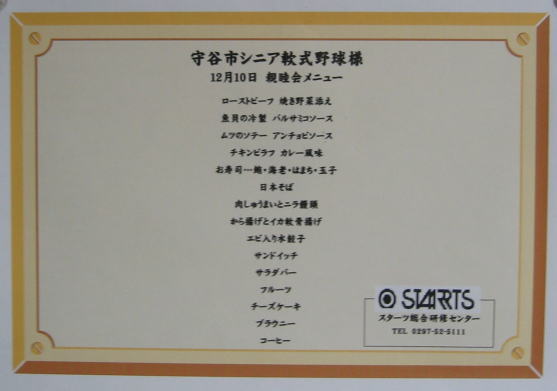 守谷市シニア軟式野球様
12月10日 親睦会メニュー
ローストビーフ 焼き野菜添え
魚貝の冷製 バルサミコソース
ムツのソテー アンチョビソース
チキンピラフ カレー風味
お寿司…鮪・海老・はまち・玉子
日本そば
肉しゅうまいとニラ饅頭
から揚げとイカ軟骨揚げ
エビ入り水餃子
サンドイッチ
サラダバー
フルーツ
チーズケーキ
ブラウニー
コーヒー
STARTS
スターツ総合研修センター
TEL 0297-52-5111